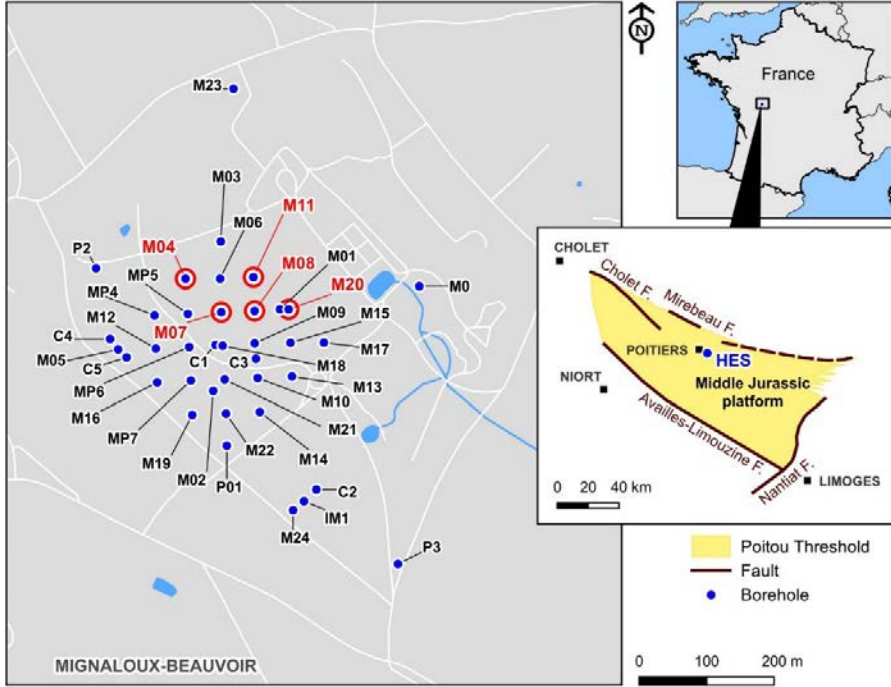 M23
N
France
M03
M11
M06
M04
M08
M01
P2
MP5
M20
M0
MP4
M12
M07
M09
M15
C4
M05
C5
C1
C3
M17
M18
MP6
M13
M16
M10
MP7
M21
M19
M22
M14
M02
P01
C2
IM1
M24
P3
MIGNALOUX-BEAUVOIR
CHOLET
Cholet F.
Mirebeau F.
POITIERS
HES
NIORT
Middle Jurassic
platform
Availles-Limouzine F.
Nantiat F.
LIMOGES
0 20 40 km
Poitou Threshold
Fault
Borehole
0 100 200 m